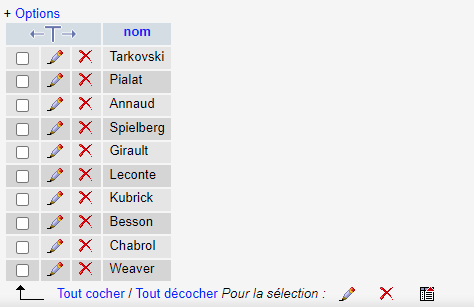 + Options
nom
Tarkovski
Pialat
Annaud
Spielberg
Girault
Leconte
Kubrick
Besson
Chabrol
Weaver
Tout cocher / Tout décocher Pour la sélection :